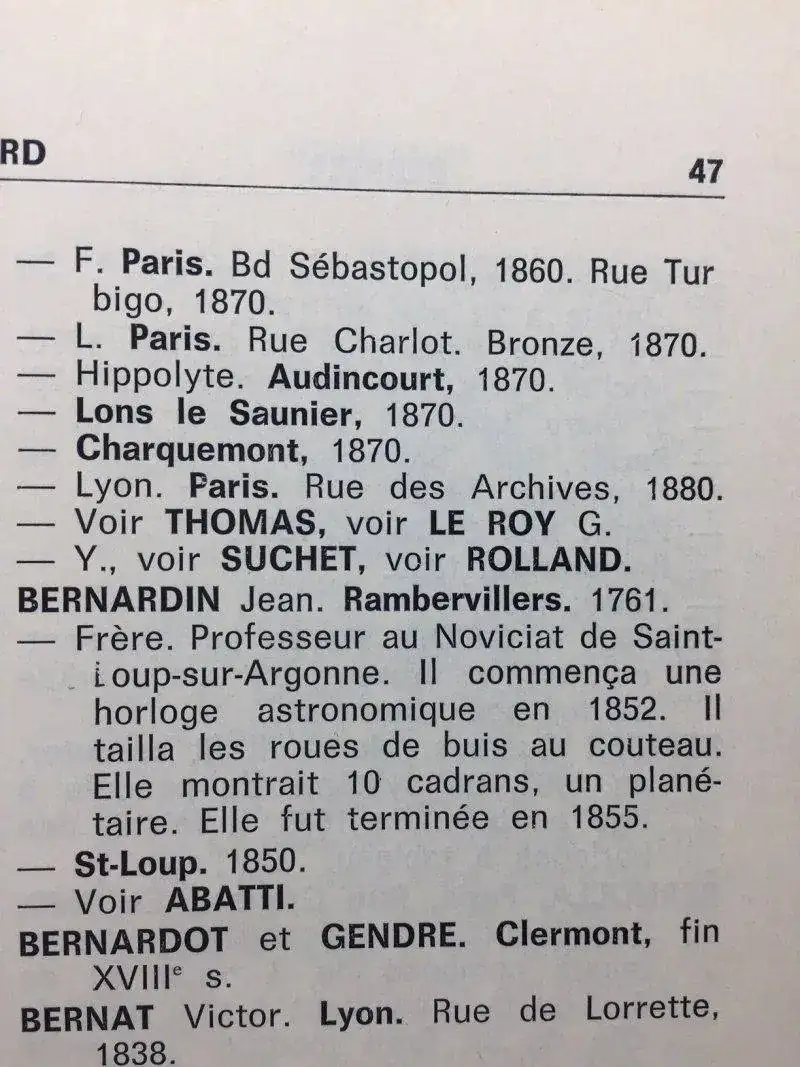 RD
47
— F. Paris. Bd Sébastopol, 1860. Rue Tur
bigo, 1870.
— L. Paris. Rue Charlot. Bronze, 1870.
— Hippolyte. Audincourt, 1870.
— Lons le Saunier, 1870.
— Charquemont, 1870.
— Lyon. Paris. Rue des Archives, 1880.
— Voir THOMAS, voir LE ROY G.
— Y., voir SUCHET, voir ROLLAND.
BERNARDIN Jean. Rambervillers. 1761.
— Frère. Professeur au Noviciat de Saint-
Loup-sur-Argonne. Il commença une
horloge astronomique en 1852. Il
tailla les roues de buis au couteau.
Elle montrait 10 cadrans, un plané-
taire. Elle fut terminée en 1855.
— St-Loup. 1850.
— Voir ABATTI.
BERNARDOT et GENDRE. Clermont, fin
XVIIIe s.
BERNAT Victor. Lyon. Rue de Lorrette,
1838.